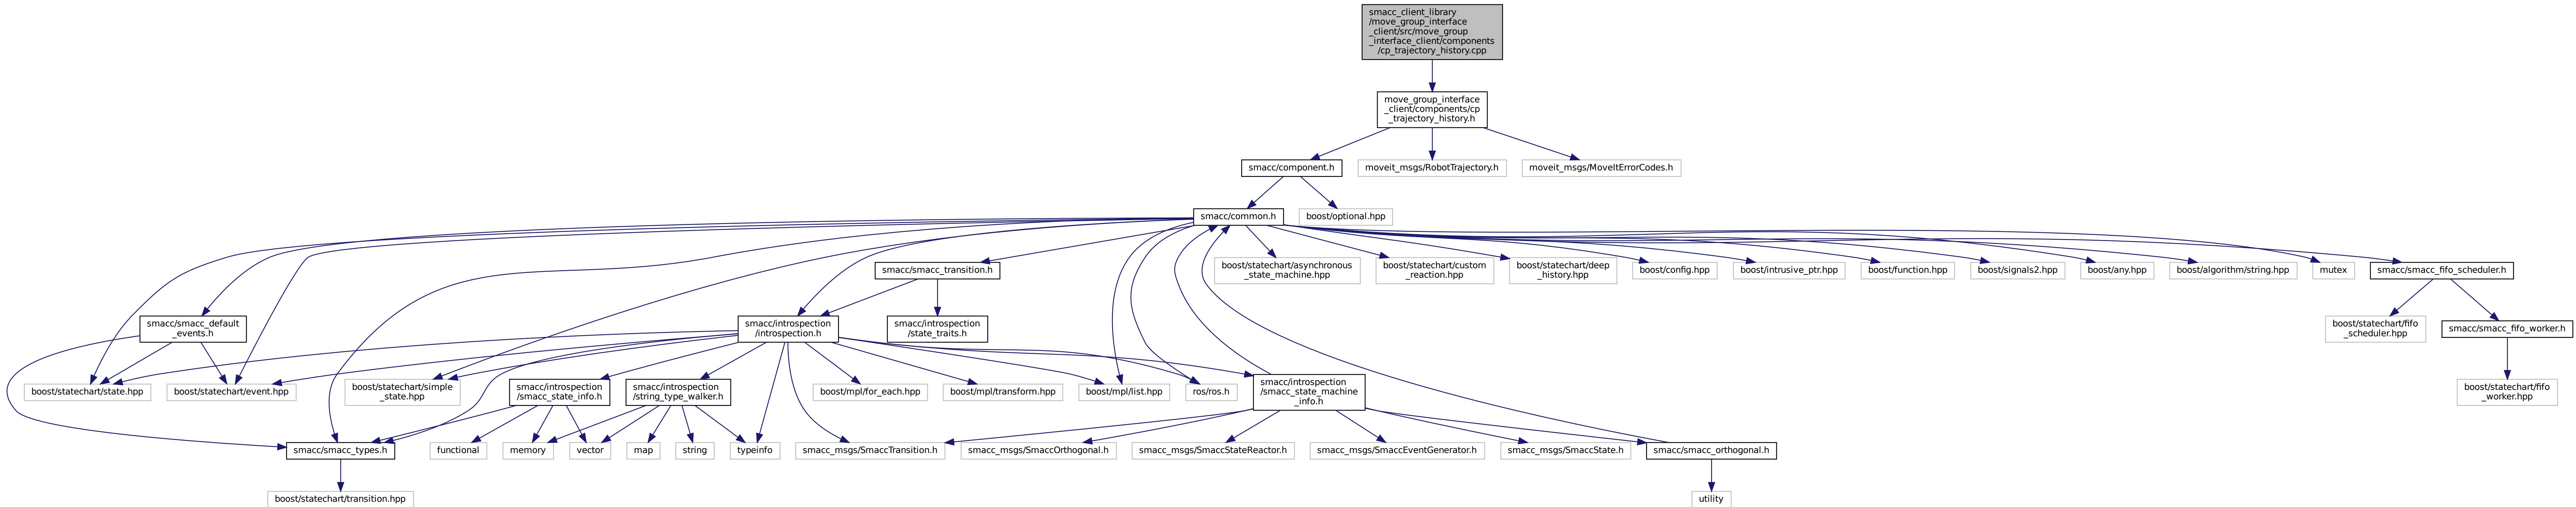 smacc_client_library
/move_group_interface
_client/src/move_group
_interface_client/components
/cp_trajectory_history.cpp
move_group_interface
_client/components/cp
_trajectory_history.h
smacc/component.h
moveit_msgs/RobotTrajectory.h
moveit_msgs/MoveItErrorCodes.h
smacc/common.h
boost/optional.hpp
smacc/smacc_transition.h
boost/statechart/asynchronous
_state_machine.hpp
boost/statechart/custom
_reaction.hpp
boost/statechart/deep
_history.hpp
boost/config.hpp
boost/intrusive_ptr.hpp
boost/function.hpp
boost/signals2.hpp
boost/any.hpp
boost/algorithm/string.hpp
mutex
smacc/smacc_fifo_scheduler.h
smacc/smacc_default
_events.h
smacc/introspection
/introspection.h
smacc/introspection
/state_traits.h
boost/statechart/fifo
_scheduler.hpp
smacc/smacc_fifo_worker.h
boost/statechart/state.hpp
boost/statechart/event.hpp
boost/statechart/simple
_state.hpp
smacc/introspection
/smacc_state_info.h
smacc/introspection
/string_type_walker.h
boost/mpl/for_each.hpp
boost/mpl/transform.hpp
boost/mpl/list.hpp
ros/ros.h
smacc/introspection
/smacc_state_machine
_info.h
boost/statechart/fifo
_worker.hpp
smacc/smacc_types.h
functional
memory
vector
map
string
typeinfo
smacc_msgs/SmaccTransition.h
smacc_msgs/SmaccOrthogonal.h
smacc_msgs/SmaccStateReactor.h
smacc_msgs/SmaccEventGenerator.h
smacc_msgs/SmaccState.h
smacc/smacc_orthogonal.h
boost/statechart/transition.hpp
utility